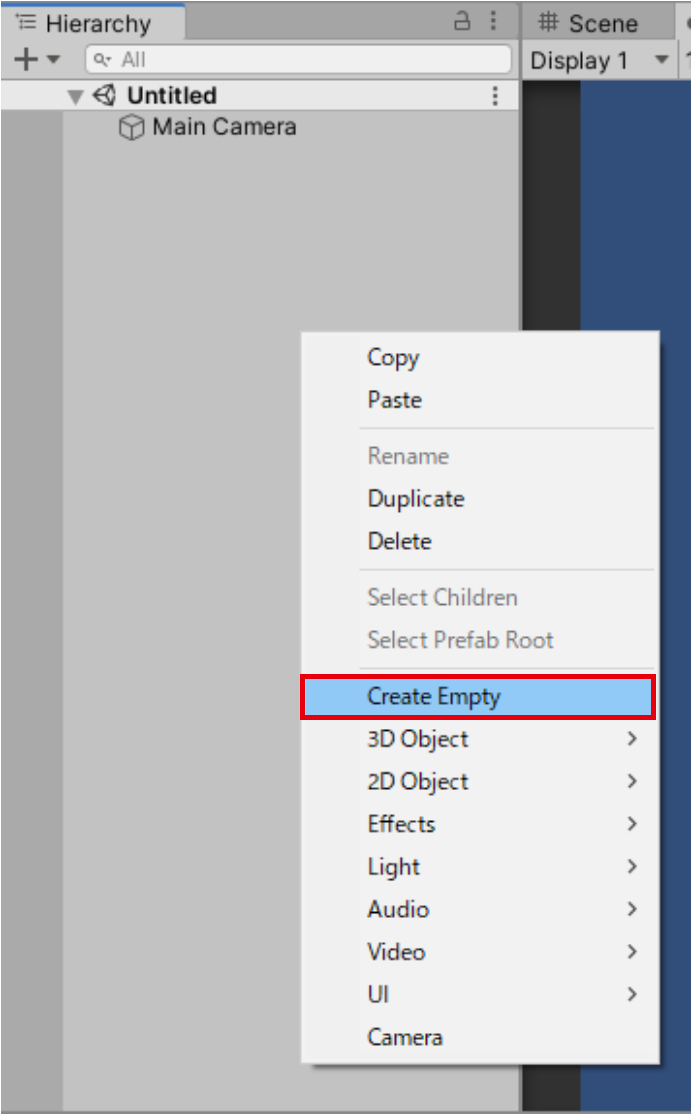 Hierarchy
Scene
All
Display 1
Untitled
Main Camera
Copy
Paste
Rename
Duplicate
Delete
Select Children
Select Prefab Root
Create Empty
3D Object
2D Object
Effects
Light
Audio
Video
UI
Camera